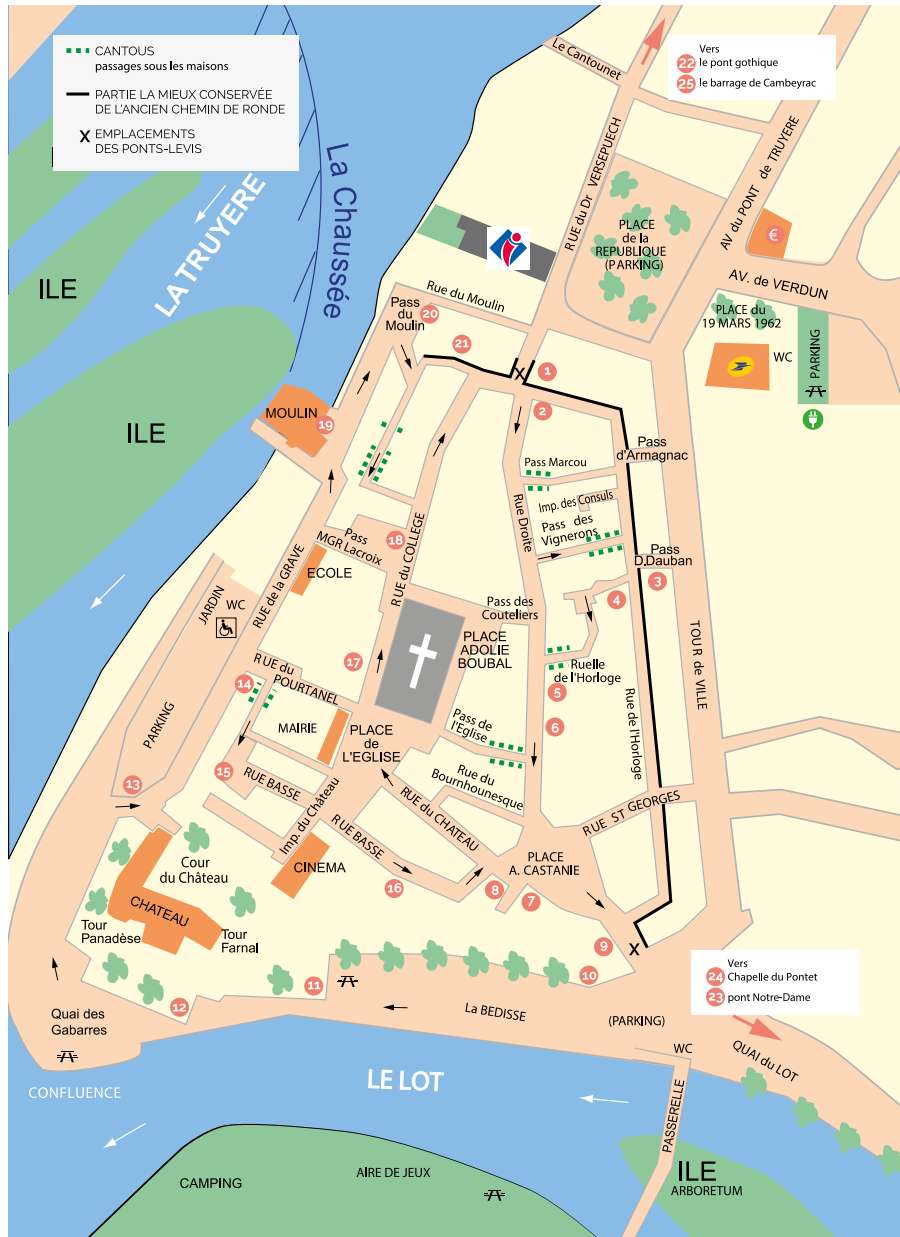 CANTOUS
passages sous les maisons
PARTIE LA MIEUX CONSERVÉE
DE L'ANCIEN CHEMIN DE RONDE
X EMPLACEMENTS
DES PONTS-LEVIS
Le Cantounet
Vers
22 le pont gothique
25 le barrage de Cambeyrac
La Chaussée
LA TRUYERE
ILE
ILE
RUE du Dr VERSEPUECH
PLACE
de la
REPUBLIQUE
(PARKING)
AV du PONT de TRUYERE
€
AV. de VERDUN
PLACE du
19 MARS 1962
WC
PARKING
i
Rue du Moulin
Pass
du
Moulin
20
21
X
1
2
MOULIN
19
Pass
d'Armagnac
Pass Marcou
Imp. des Consuls
Pass des
Vignerons
Rue Droite
Pass
D.Dauban
3
4
18
Pass
MGR Lacroix
RUE du COLLEGE
ECOLE
RUE de la GRAVE
JARDIN
WC
Pass des
Couteliers
PLACE
ADOLIE
BOUBAL
TOUR de VILLE
17
RUE du
POURTANEL
14
Ruelle
de l'Horloge
5
6
Rue de l'Horloge
PARKING
MAIRIE
PLACE
de
L'EGLISE
Pass de
l'Eglise
Rue du
Bournhounesque
13
15
RUE BASSE
Imp. du Château
RUE BASSE
RUE du CHATEAU
RUE ST GEORGES
PLACE
A. CASTANIE
CINEMA
16
8
7
Cour
du Château
CHATEAU
Tour
Panadèse
Tour
Farnal
9
X
10
11
12
Vers
24 Chapelle du Pontet
23 pont Notre-Dame
Quai des
Gabarres
La BEDISSE
(PARKING)
WC
QUAI du LOT
CONFLUENCE
LE LOT
PASSERELLE
CAMPING
AIRE DE JEUX
ILE
ARBORETUM